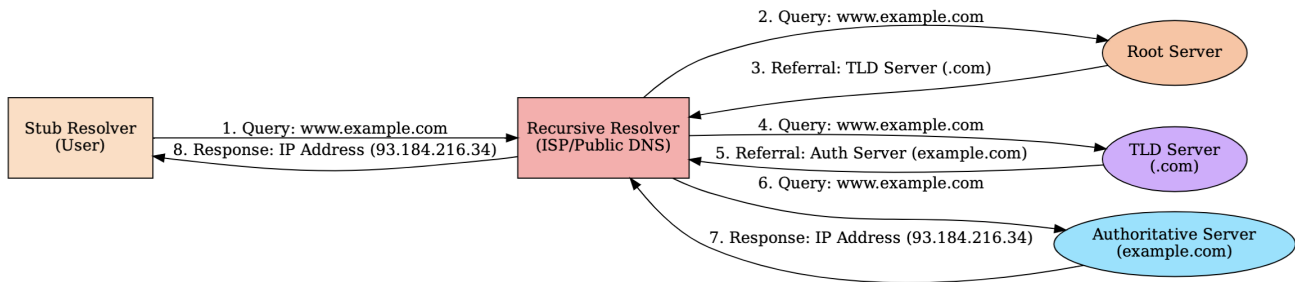 2. Query: www.example.com
Root Server
3. Referral: TLD Server (.com)
Stub Resolver
(User)
1. Query: www.example.com
8. Response: IP Address (93.184.216.34)
Recursive Resolver
(ISP/Public DNS)
4. Query: www.example.com
5. Referral: Auth Server (example.com)
TLD Server
(.com)
6. Query: www.example.com
7. Response: IP Address (93.184.216.34)
Authoritative Server
(example.com)